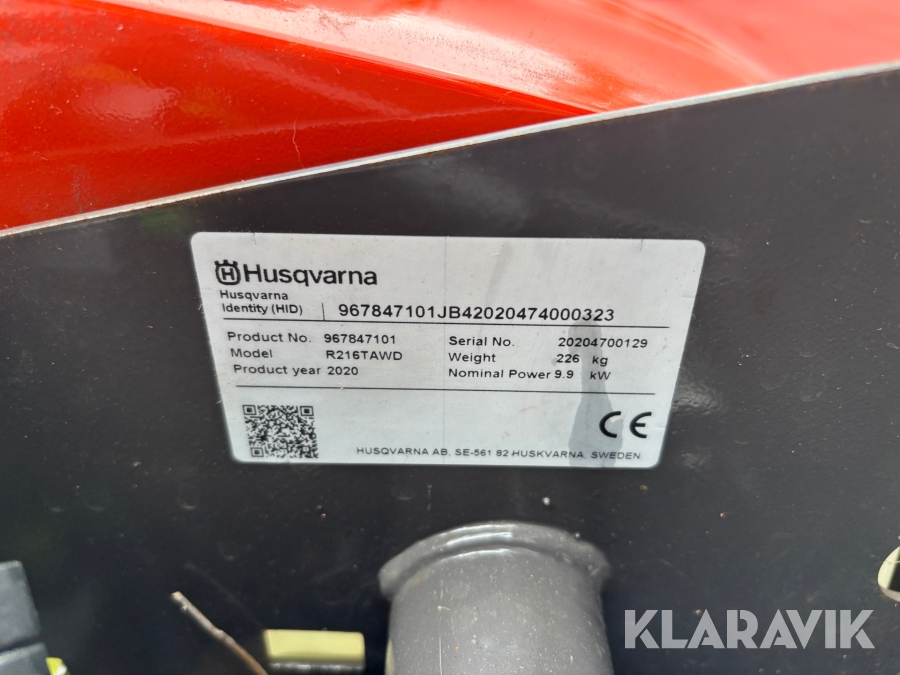 Husqvarna
Husqvarna
Identity (HID) 967847101JB42020474000323
Product No. 967847101 Serial No. 20204700129
Model R216TAWD Weight 226 kg
Product year 2020 Nominal Power 9.9 kW
CE
HUSQVARNA AB. SE-561 82 HUSKVARNA. SWEDEN
KLARAVIK